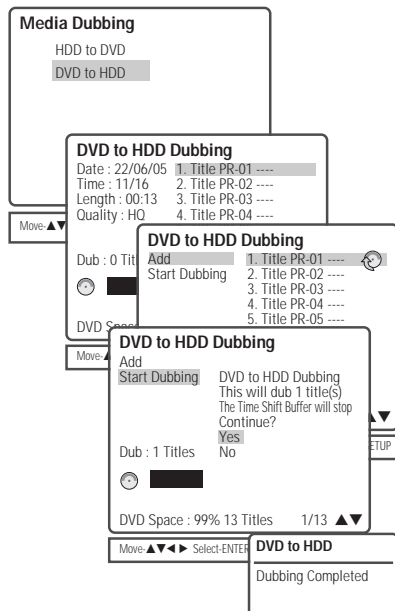 Media Dubbing
HDD to DVD
DVD to HDD
Move-▲▼
DVD to HDD Dubbing
Date : 22/06/05 1. Title PR-01 ----
Time : 11/16 2. Title PR-02 ----
Length : 00:13 3. Title PR-03 ----
Quality : HQ 4. Title PR-04 ----
Dub : 0 Tit
DVD
Move-
DVD to HDD Dubbing
Add 1. Title PR-01 ----
Start Dubbing 2. Title PR-02 ----
3. Title PR-03 ----
4. Title PR-04 ----
5. Title PR-05 ----
▲▼
ETUP
DVD to HDD Dubbing
Add
Start Dubbing DVD to HDD Dubbing
This will dub 1 title(s)
The Time Shift Buffer will stop
Continue?
Yes
Dub : 1 Titles No
DVD Space : 99% 13 Titles 1/13 ▲▼
Move-▲▼◀ ▶ Select-ENTER
DVD to HDD
Dubbing Completed